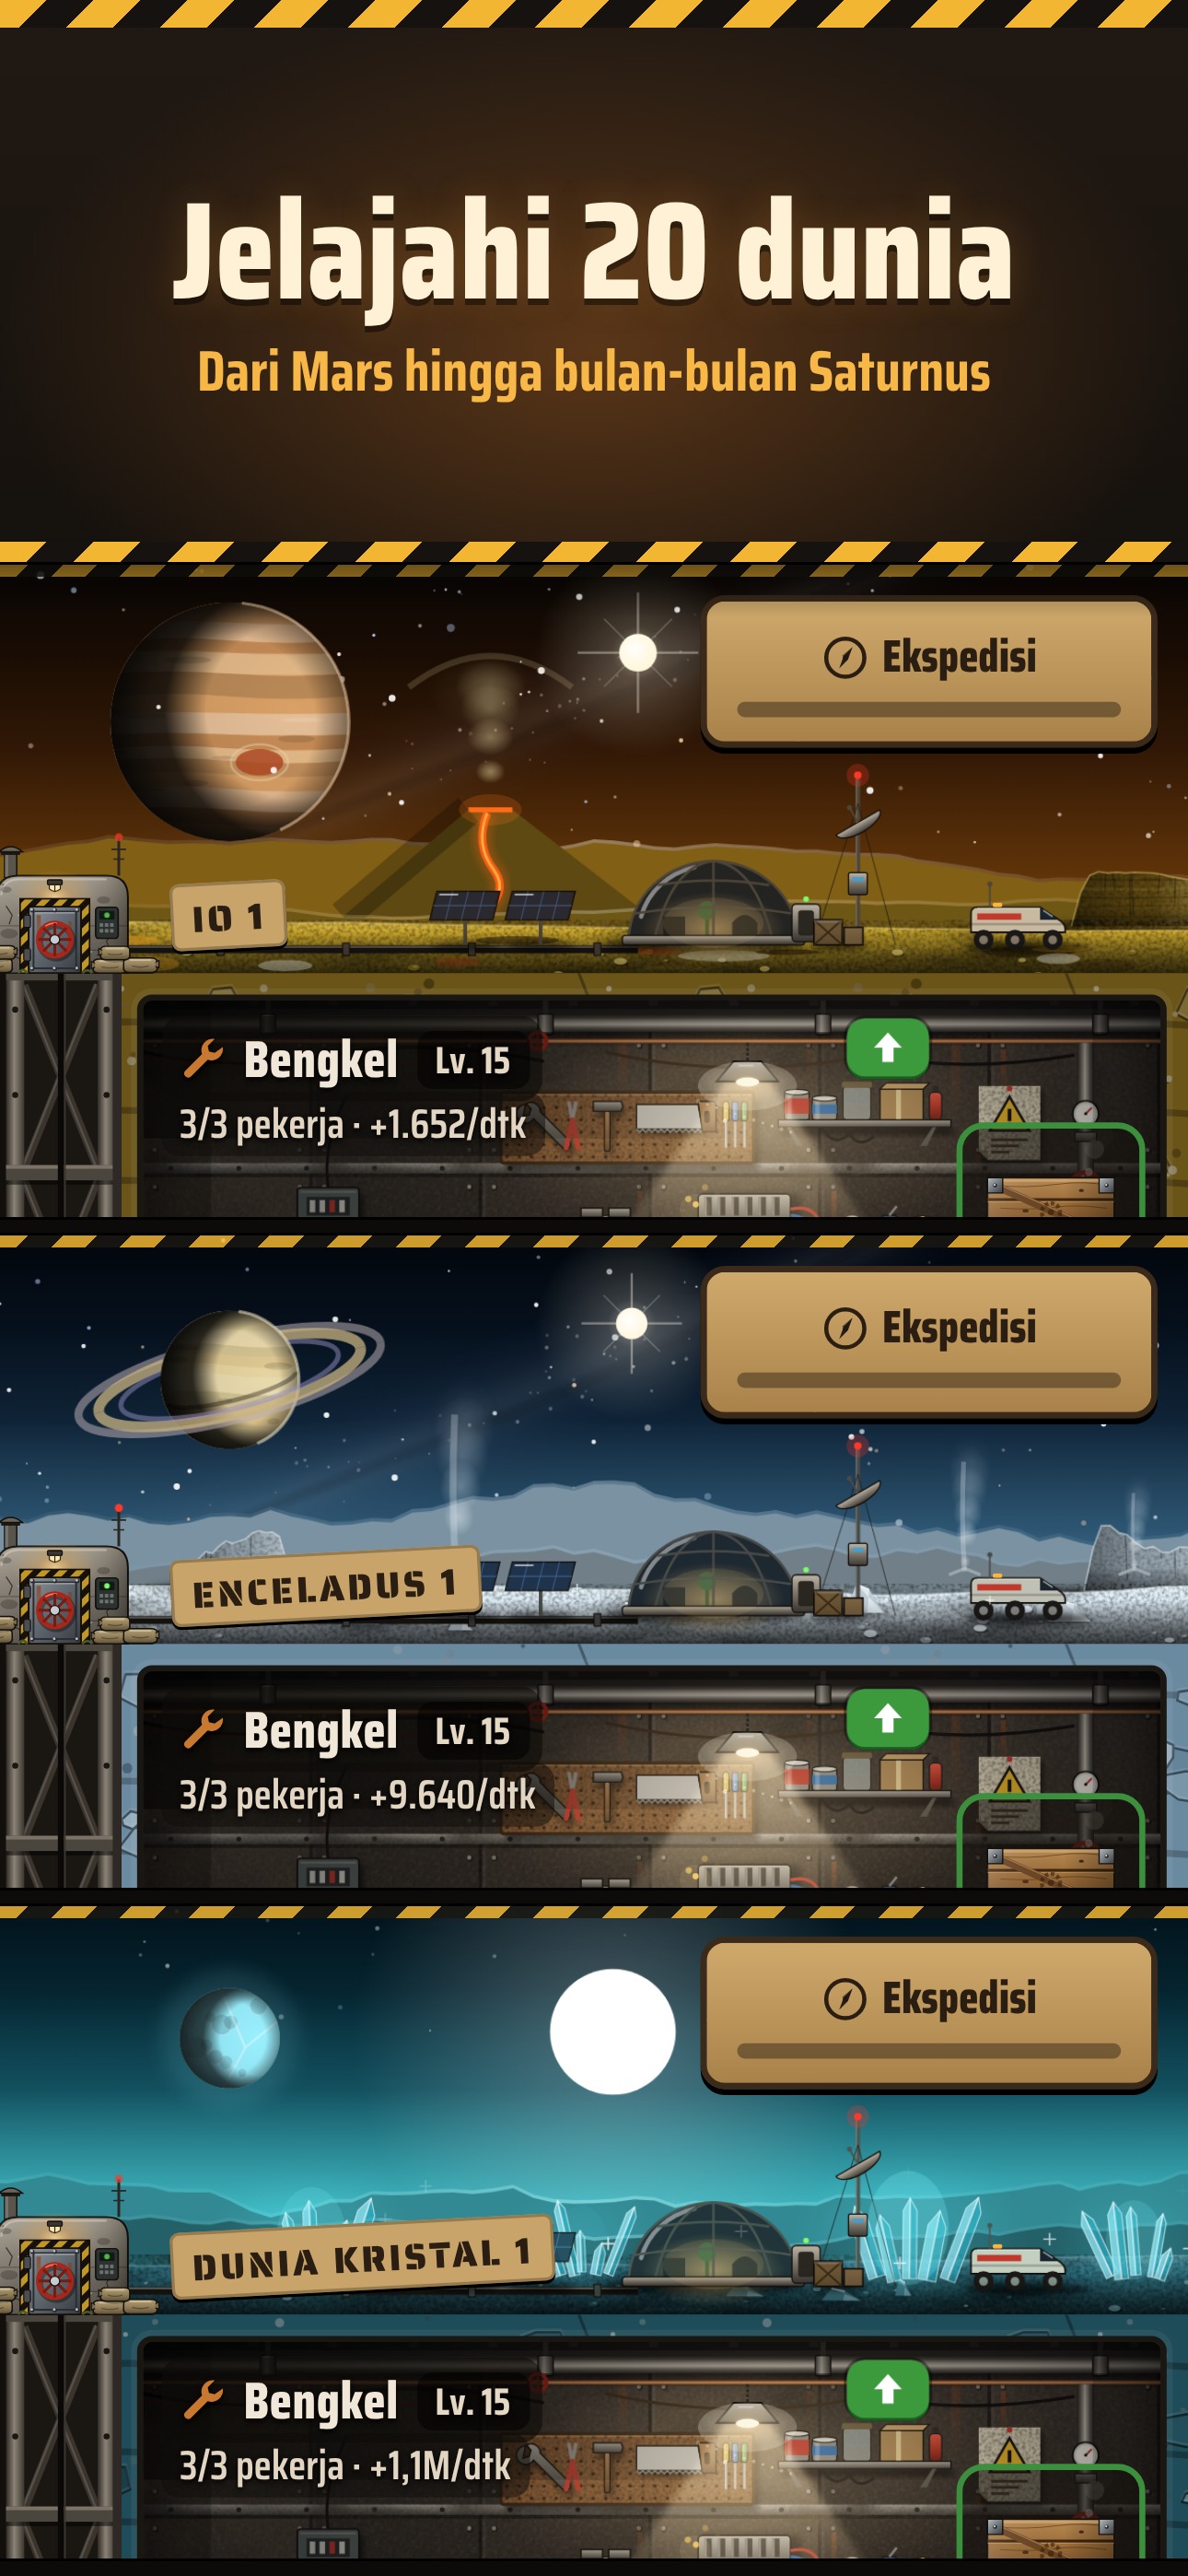 Jelajahi 20 dunia
Dari Mars hingga bulan-bulan Saturnus
Ekspedisi
IO 1
Bengkel Lv. 15
3/3 pekerja · +1.652/dtk
Ekspedisi
ENCELADUS 1
Bengkel Lv. 15
3/3 pekerja · +9.640/dtk
Ekspedisi
DUNIA KRISTAL 1
Bengkel Lv. 15
3/3 pekerja · +1,1M/dtk